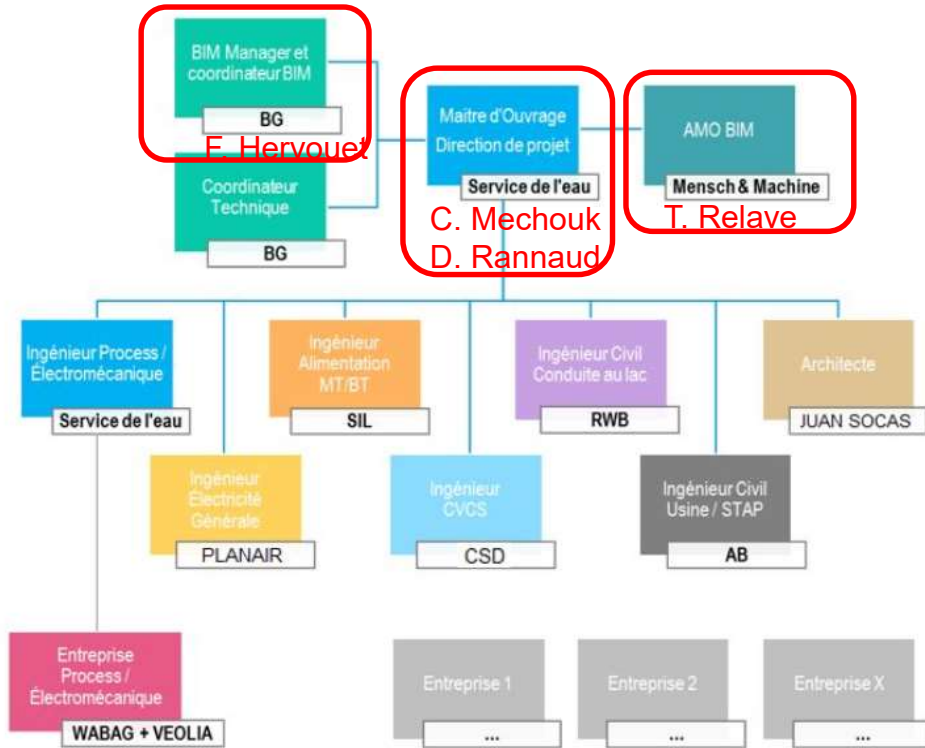 BIM Manager et
coordinateur BIM
BG
F. Hervouet
Coordinateur
Technique
BG
Maître d'Ouvrage
Direction de projet
Service de l'eau
C. Mechouk
D. Rannaud
AMO BIM
Mensch & Machine
T. Relave
Ingénieur Process /
Électromécanique
Service de l'eau
Ingénieur
Alimentation
MT/BT
SIL
Ingénieur Civil
Conduite au lac
RWB
Architecte
JUAN SOCAS
Ingénieur
Électricité
Générale
PLANAIR
Ingénieur
CVCS
CSD
Ingénieur Civil
Usine / STAP
AB
Entreprise
Process /
Électromécanique
WABAG + VEOLIA
Entreprise 1
...
Entreprise 2
...
Entreprise X
...